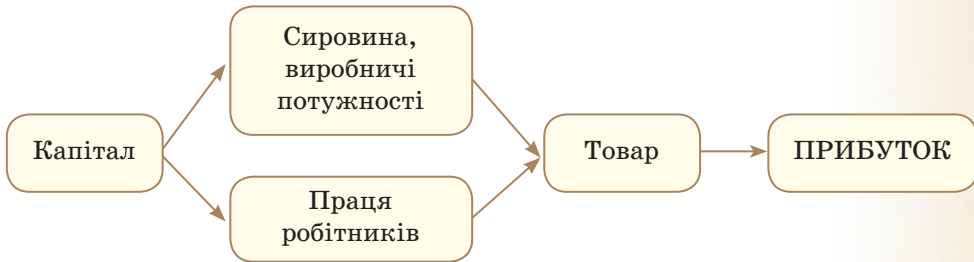 Сировина,
виробничі
потужності
Капітал
Товар
ПРИБУТОК
Праця
робітників